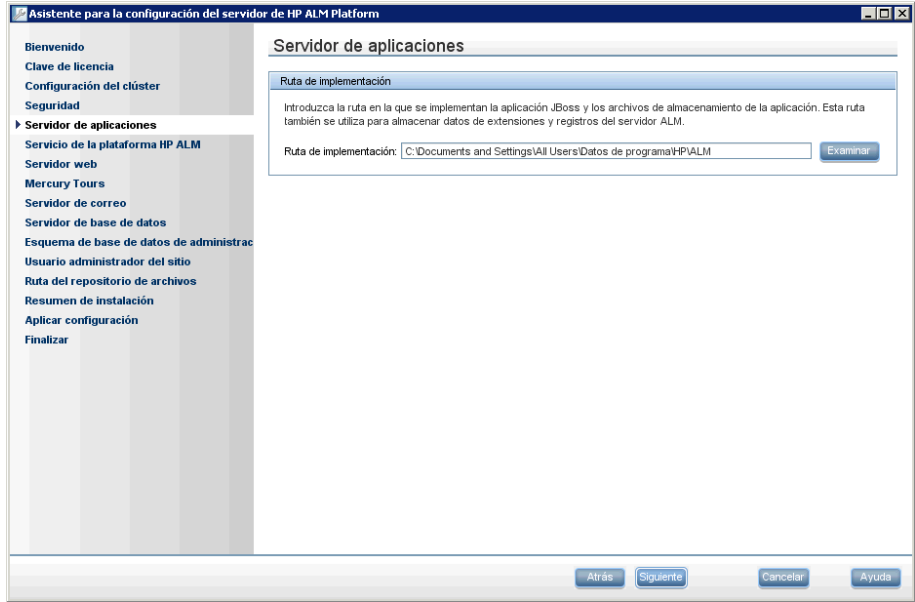 Asistente para la configuración del servidor de HP ALM Platform
Bienvenido
Clave de licencia
Configuración del clúster
Seguridad
Servidor de aplicaciones
Servicio de la plataforma HP ALM
Servidor web
Mercury Tours
Servidor de correo
Servidor de base de datos
Esquema de base de datos de administrac
Usuario administrador del sitio
Ruta del repositorio de archivos
Resumen de instalación
Aplicar configuración
Finalizar
Servidor de aplicaciones
Ruta de implementación
Introduzca la ruta en la que se implementan la aplicación JBoss y los archivos de almacenamiento de la aplicación. Esta ruta
también se utiliza para almacenar datos de extensiones y registros del servidor ALM.
Ruta de implementación: C:\Documents and Settings\All Users\Datos de programa\HP\ALM Examinar
Atrás Siguiente Cancelar Ayuda